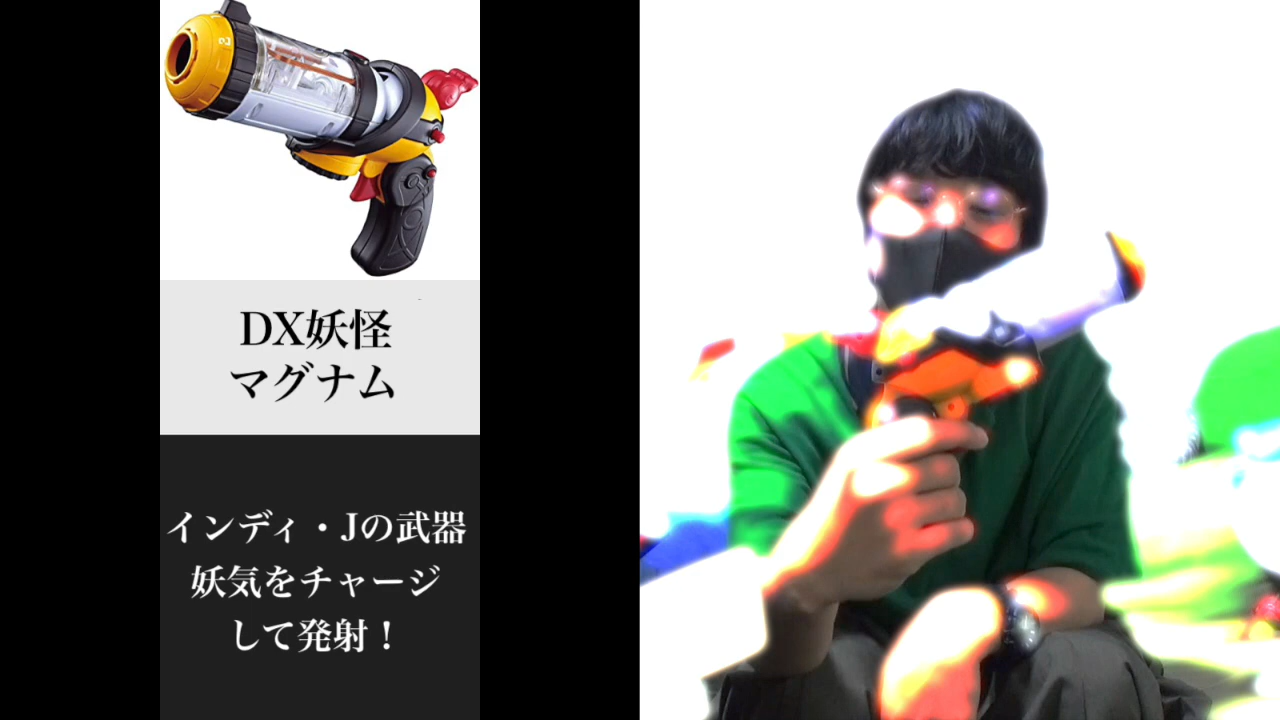 DX妖怪
マグナム
インディ・Jの武器
妖気をチャージ
して発射！